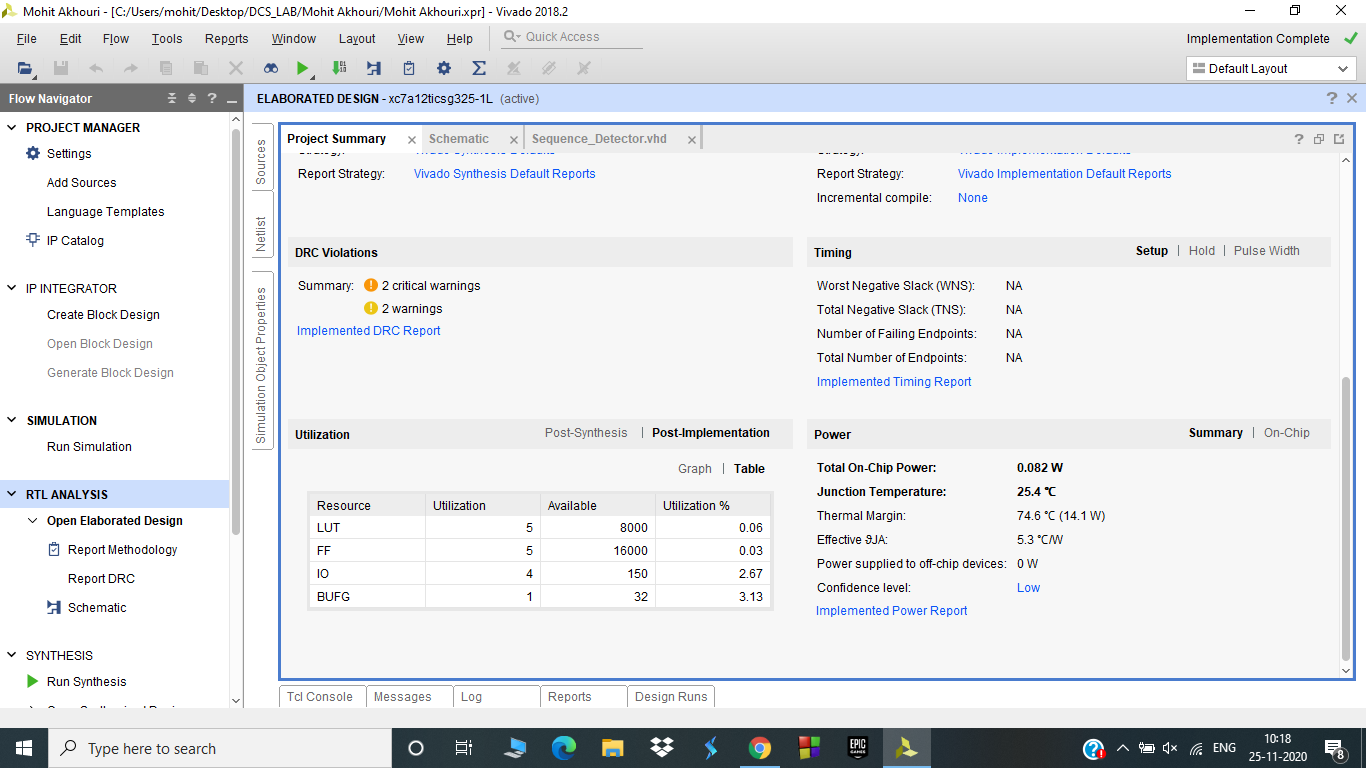 Mohit Akhouri - [C:/Users/mohit/Desktop/DCS_LAB/Mohit Akhouri/Mohit Akhouri.xpr] - Vivado 2018.2
File Edit Flow Tools Reports Window Layout View Help Quick Access
Implementation Complete
Default Layout
Flow Navigator
ELABORATED DESIGN - xc7a12ticsg325-1L (active)
PROJECT MANAGER
Settings
Add Sources
Language Templates
IP Catalog
IP INTEGRATOR
Create Block Design
Open Block Design
Generate Block Design
SIMULATION
Run Simulation
RTL ANALYSIS
Open Elaborated Design
Report Methodology
Report DRC
Schematic
SYNTHESIS
Run Synthesis
Sources
Netlist
Simulation Object Properties
Project Summary
Schematic
Sequence_Detector.vhd
Strategy: Vivado Synthesis Defaults
Report Strategy: Vivado Synthesis Default Reports
Strategy: Vivado Implementation Defaults
Report Strategy: Vivado Implementation Default Reports
Incremental compile: None
DRC Violations
Summary: 2 critical warnings
2 warnings
Implemented DRC Report
Timing Setup | Hold | Pulse Width
Worst Negative Slack (WNS): NA
Total Negative Slack (TNS): NA
Number of Failing Endpoints: NA
Total Number of Endpoints: NA
Implemented Timing Report
Utilization Post-Synthesis | Post-Implementation
Graph | Table
Resource Utilization Available Utilization %
LUT 5 8000 0.06
FF 5 16000 0.03
IO 4 150 2.67
BUFG 1 32 3.13
Power Summary | On-Chip
Total On-Chip Power: 0.082 W
Junction Temperature: 25.4 °C
Thermal Margin: 74.6 °C (14.1 W)
Effective ϑJA: 5.3 °C/W
Power supplied to off-chip devices: 0 W
Confidence level: Low
Implemented Power Report
Tcl Console Messages Log Reports Design Runs
Type here to search
EPIC GAMES
ENG
10:18
25-11-2020
8